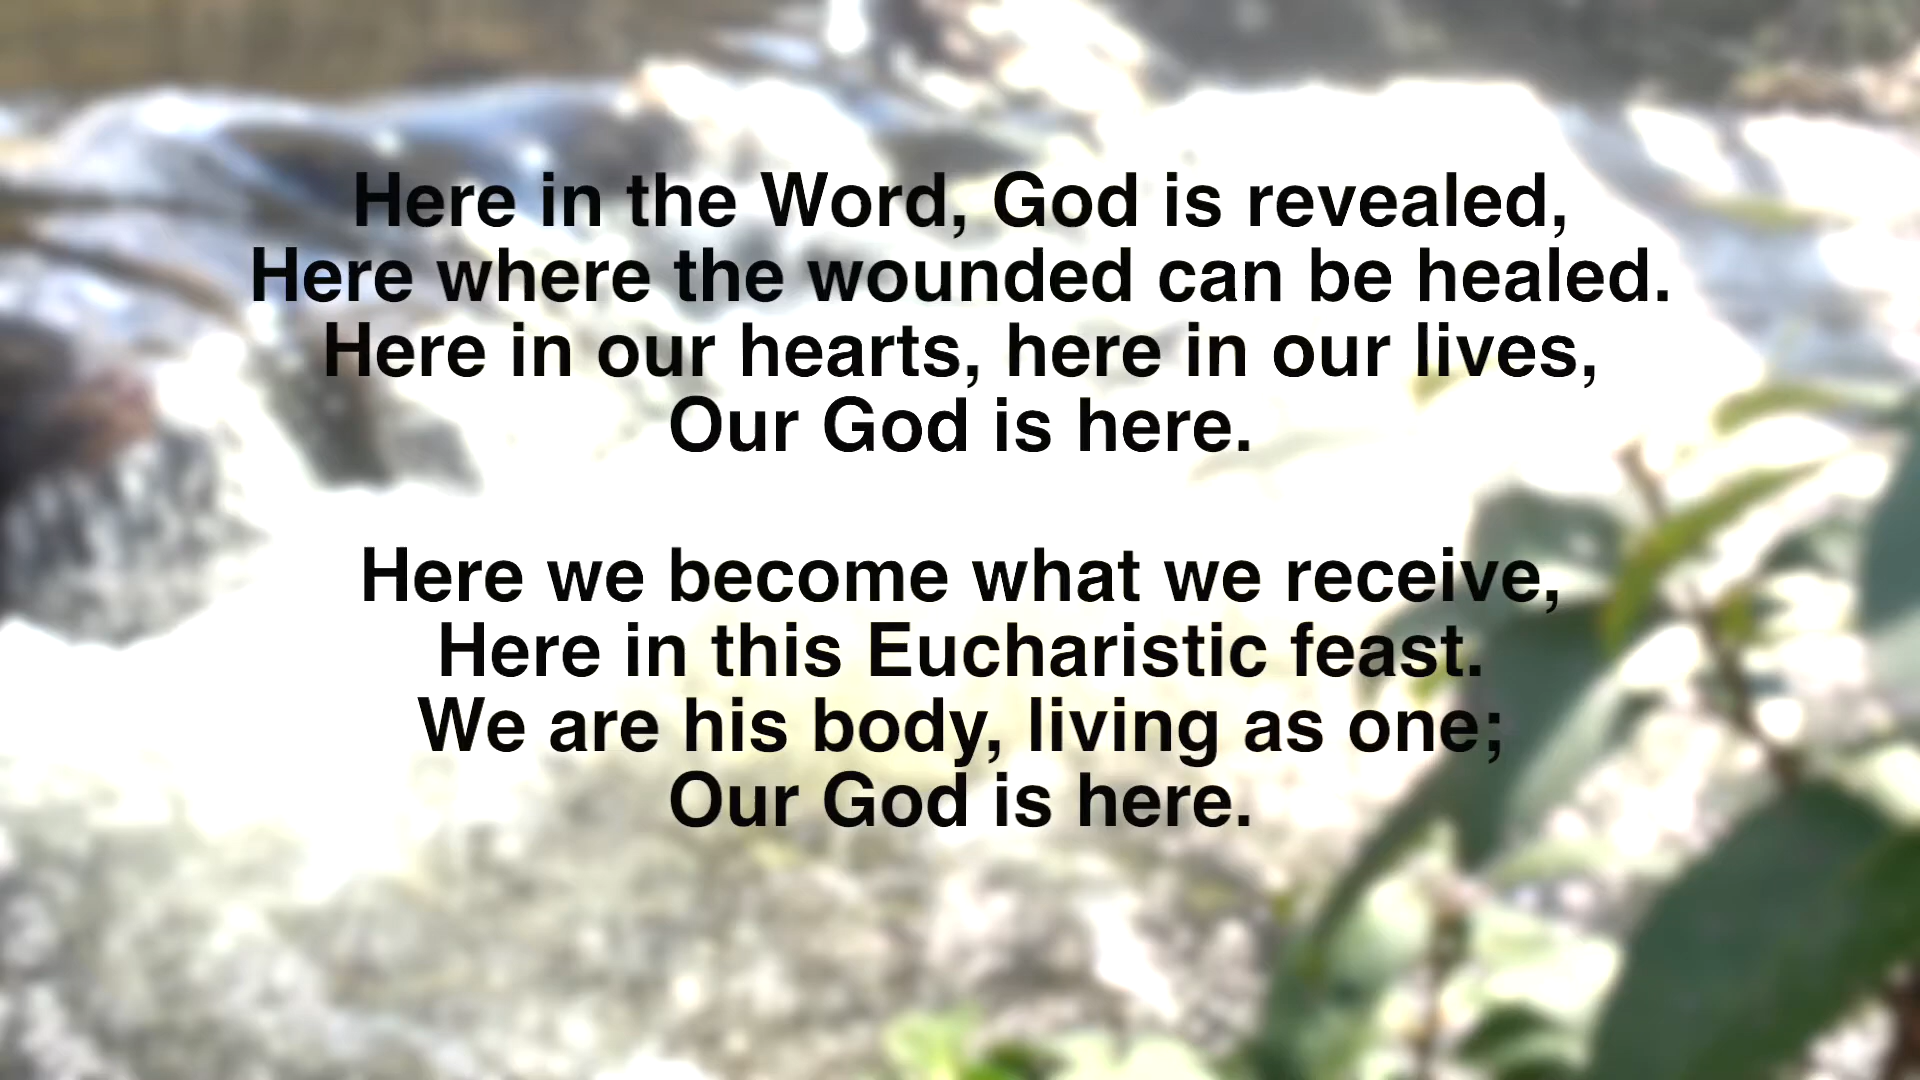 Here in the Word, God is revealed,
Here where the wounded can be healed.
Here in our hearts, here in our lives,
Our God is here.
Here we become what we receive,
Here in this Eucharistic feast.
We are his body, living as one;
Our God is here.